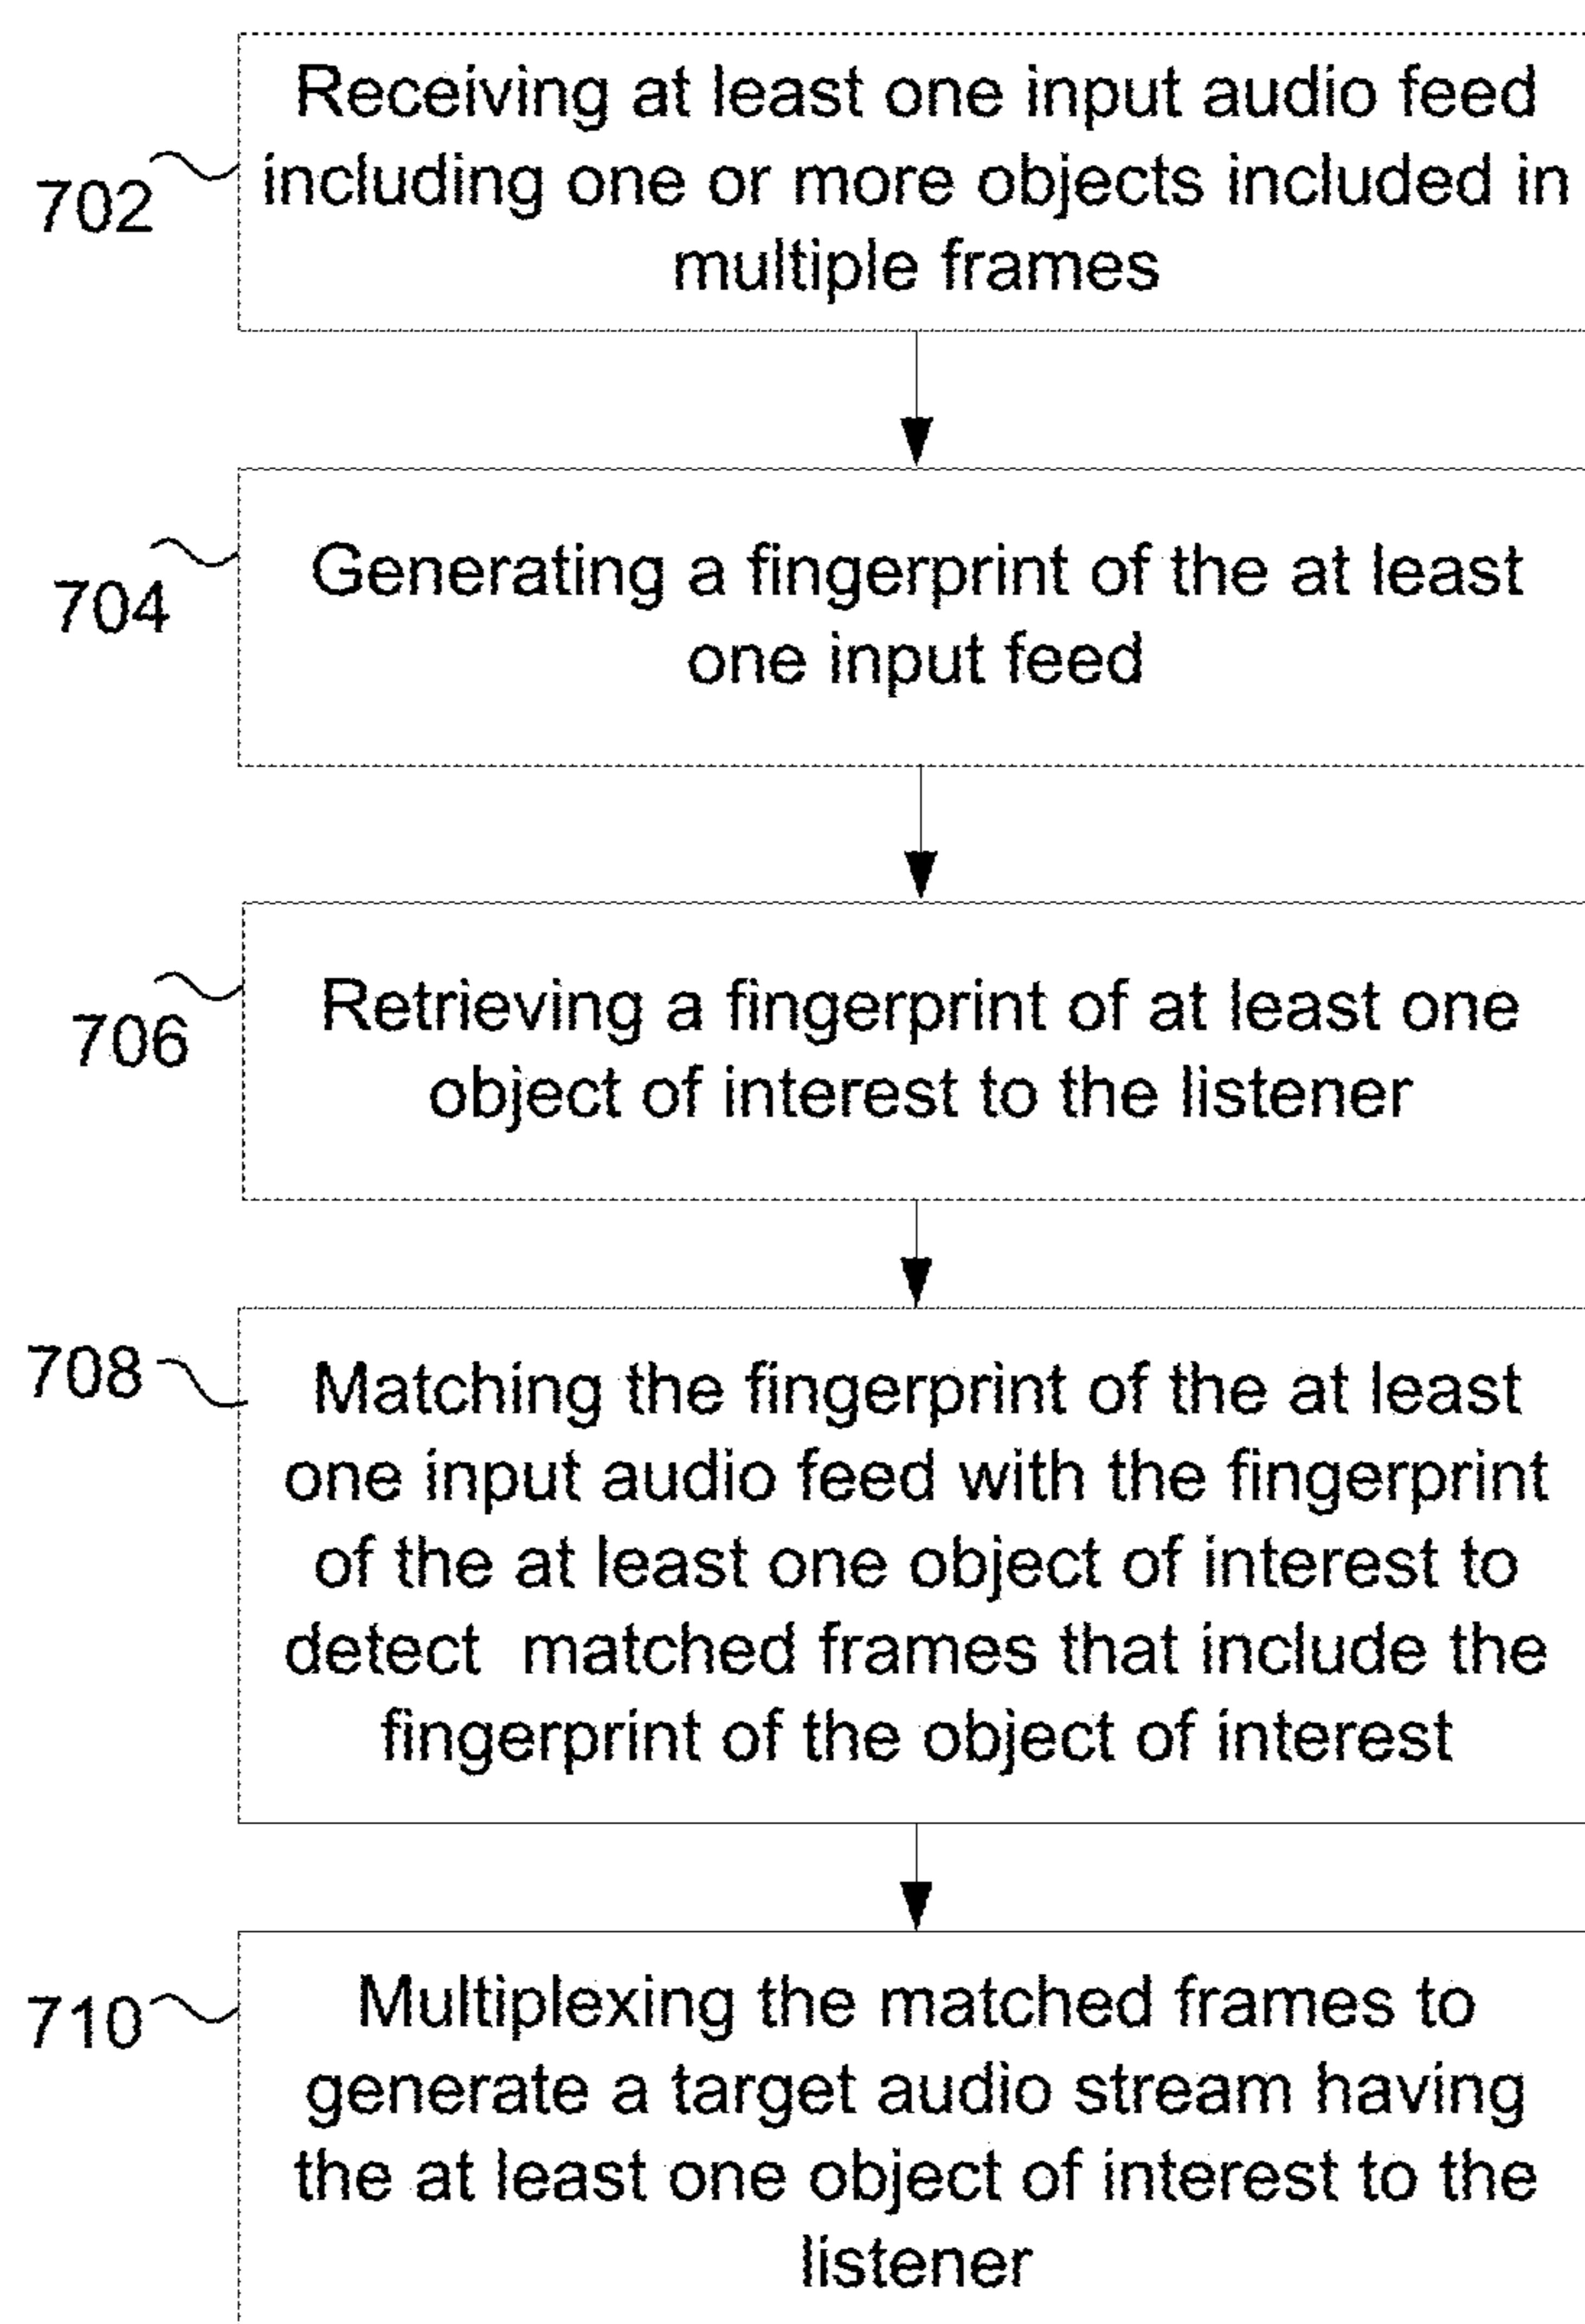 Receiving at least one input audio feed
702 including one or more objects included in
multiple frames
704 Generating a fingerprint of the at least
one input feed
706 Retrieving a fingerprint of at least one
object of interest to the listener
708 Matching the fingerprint of the at least
one input audio feed with the fingerprint
of the at least one object of interest to
detect matched frames that include the
fingerprint of the object of interest
710 Multiplexing the matched frames to
generate a target audio stream having
the at least one object of interest to the
listener